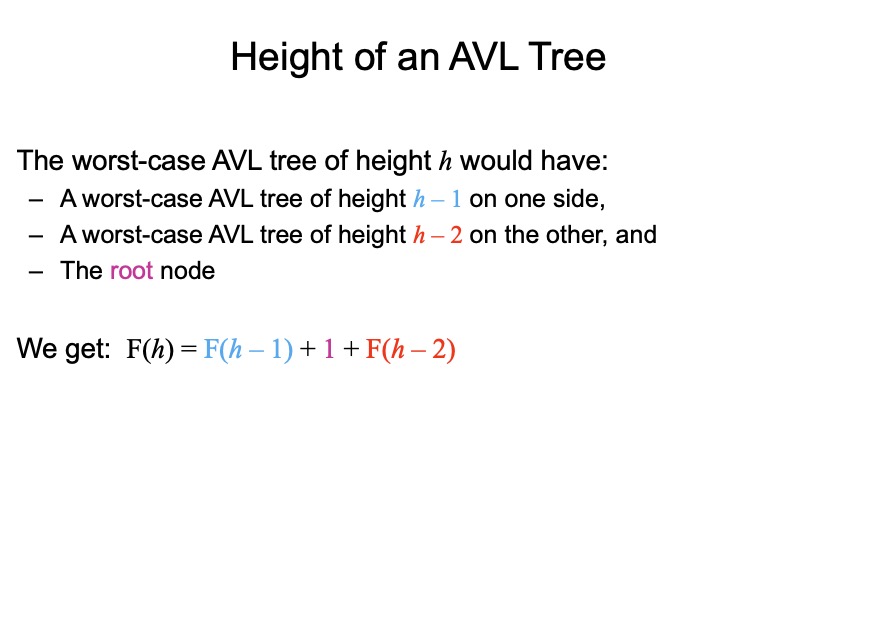 Height of an AVL Tree
The worst-case AVL tree of height h would have:
– A worst-case AVL tree of height h – 1 on one side,
– A worst-case AVL tree of height h – 2 on the other, and
– The root node
We get: F(h) = F(h – 1) + 1 + F(h – 2)